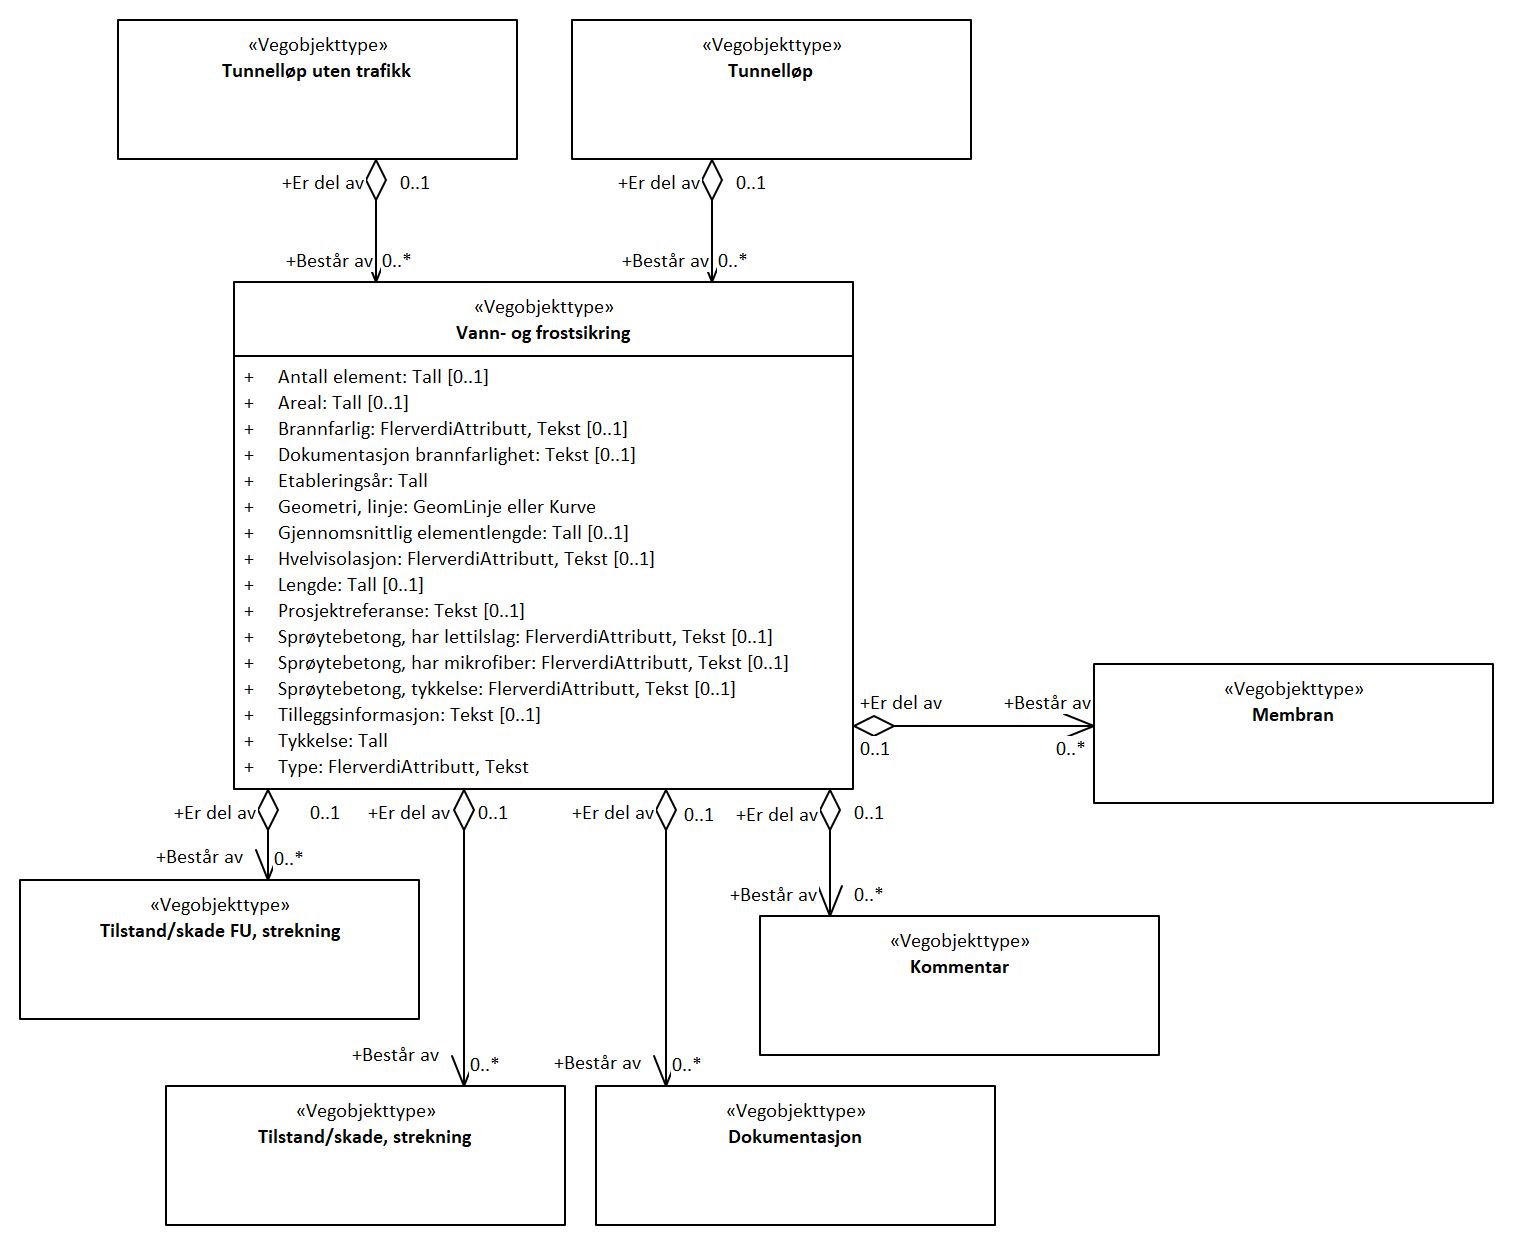 «Vegobjekttype»
Tunnelløp uten trafikk
«Vegobjekttype»
Tunnelløp
+Er del av 0..1
+Er del av 0..1
+Består av 0..*
+Består av 0..*
«Vegobjekttype»
Vann- og frostsikring
+ Antall element: Tall [0..1]
+ Areal: Tall [0..1]
+ Brannfarlig: FlerverdiAttributt, Tekst [0..1]
+ Dokumentasjon brannfarlighet: Tekst [0..1]
+ Etableringsår: Tall
+ Geometri, linje: GeomLinje eller Kurve
+ Gjennomsnittlig elementlengde: Tall [0..1]
+ Hvelvisolasjon: FlerverdiAttributt, Tekst [0..1]
+ Lengde: Tall [0..1]
+ Prosjektreferanse: Tekst [0..1]
+ Sprøytebetong, har lettilslag: FlerverdiAttributt, Tekst [0..1]
+ Sprøytebetong, har mikrofiber: FlerverdiAttributt, Tekst [0..1]
+ Sprøytebetong, tykkelse: FlerverdiAttributt, Tekst [0..1]
+ Tilleggsinformasjon: Tekst [0..1]
+ Tykkelse: Tall
+ Type: FlerverdiAttributt, Tekst
+Er del av +Består av
0..1 0..*
«Vegobjekttype»
Membran
+Er del av 0..1
+Er del av 0..1
+Er del av 0..1
+Er del av 0..1
+Består av 0..*
«Vegobjekttype»
Tilstand/skade FU, strekning
+Består av 0..*
«Vegobjekttype»
Kommentar
+Består av 0..*
+Består av 0..*
«Vegobjekttype»
Tilstand/skade, strekning
«Vegobjekttype»
Dokumentasjon